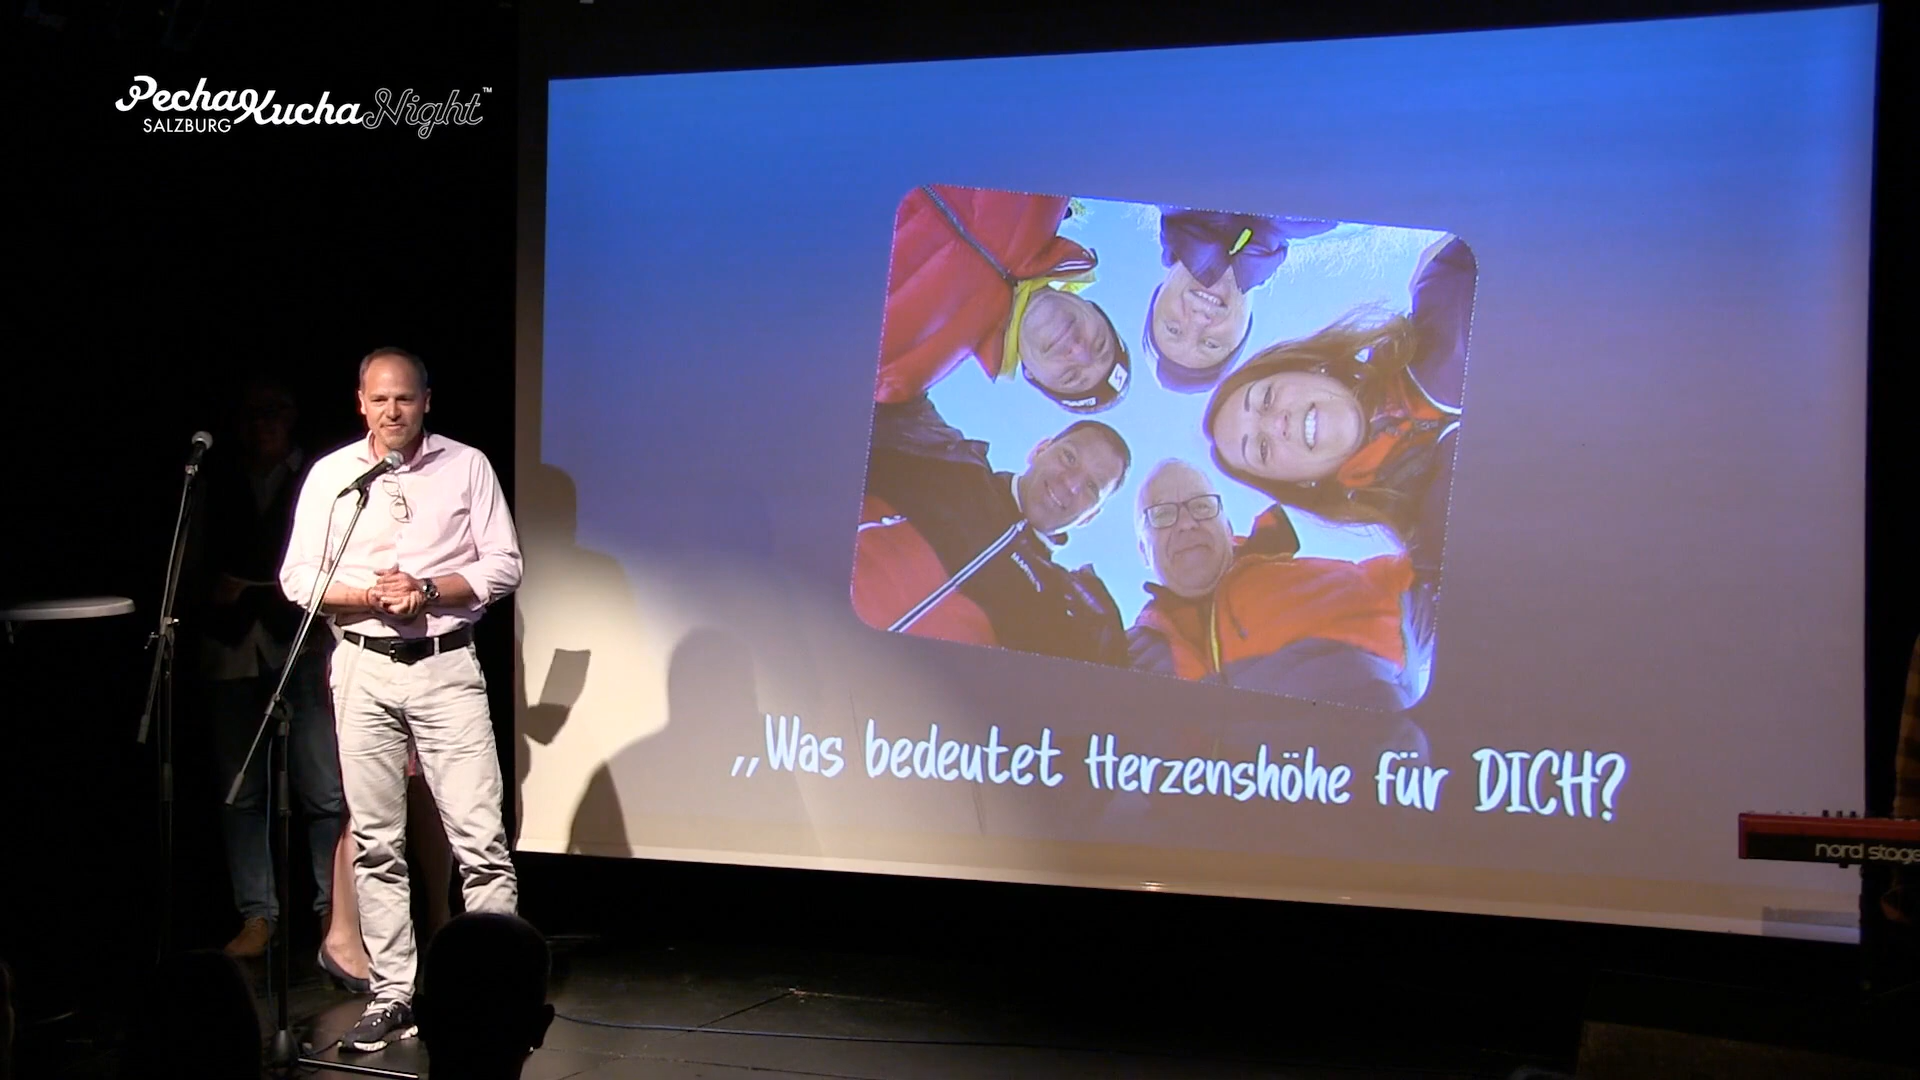 PechaKucha Night™
SALZBURG
„Was bedeutet Herzenshöhe für DICH?
nord stage